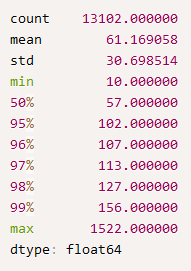 count    13102.000000
mean        61.169058
std         30.698514
min         10.000000
50%         57.000000
95%        102.000000
96%        107.000000
97%        113.000000
98%        127.000000
99%        156.000000
max       1522.000000
dtype: float64